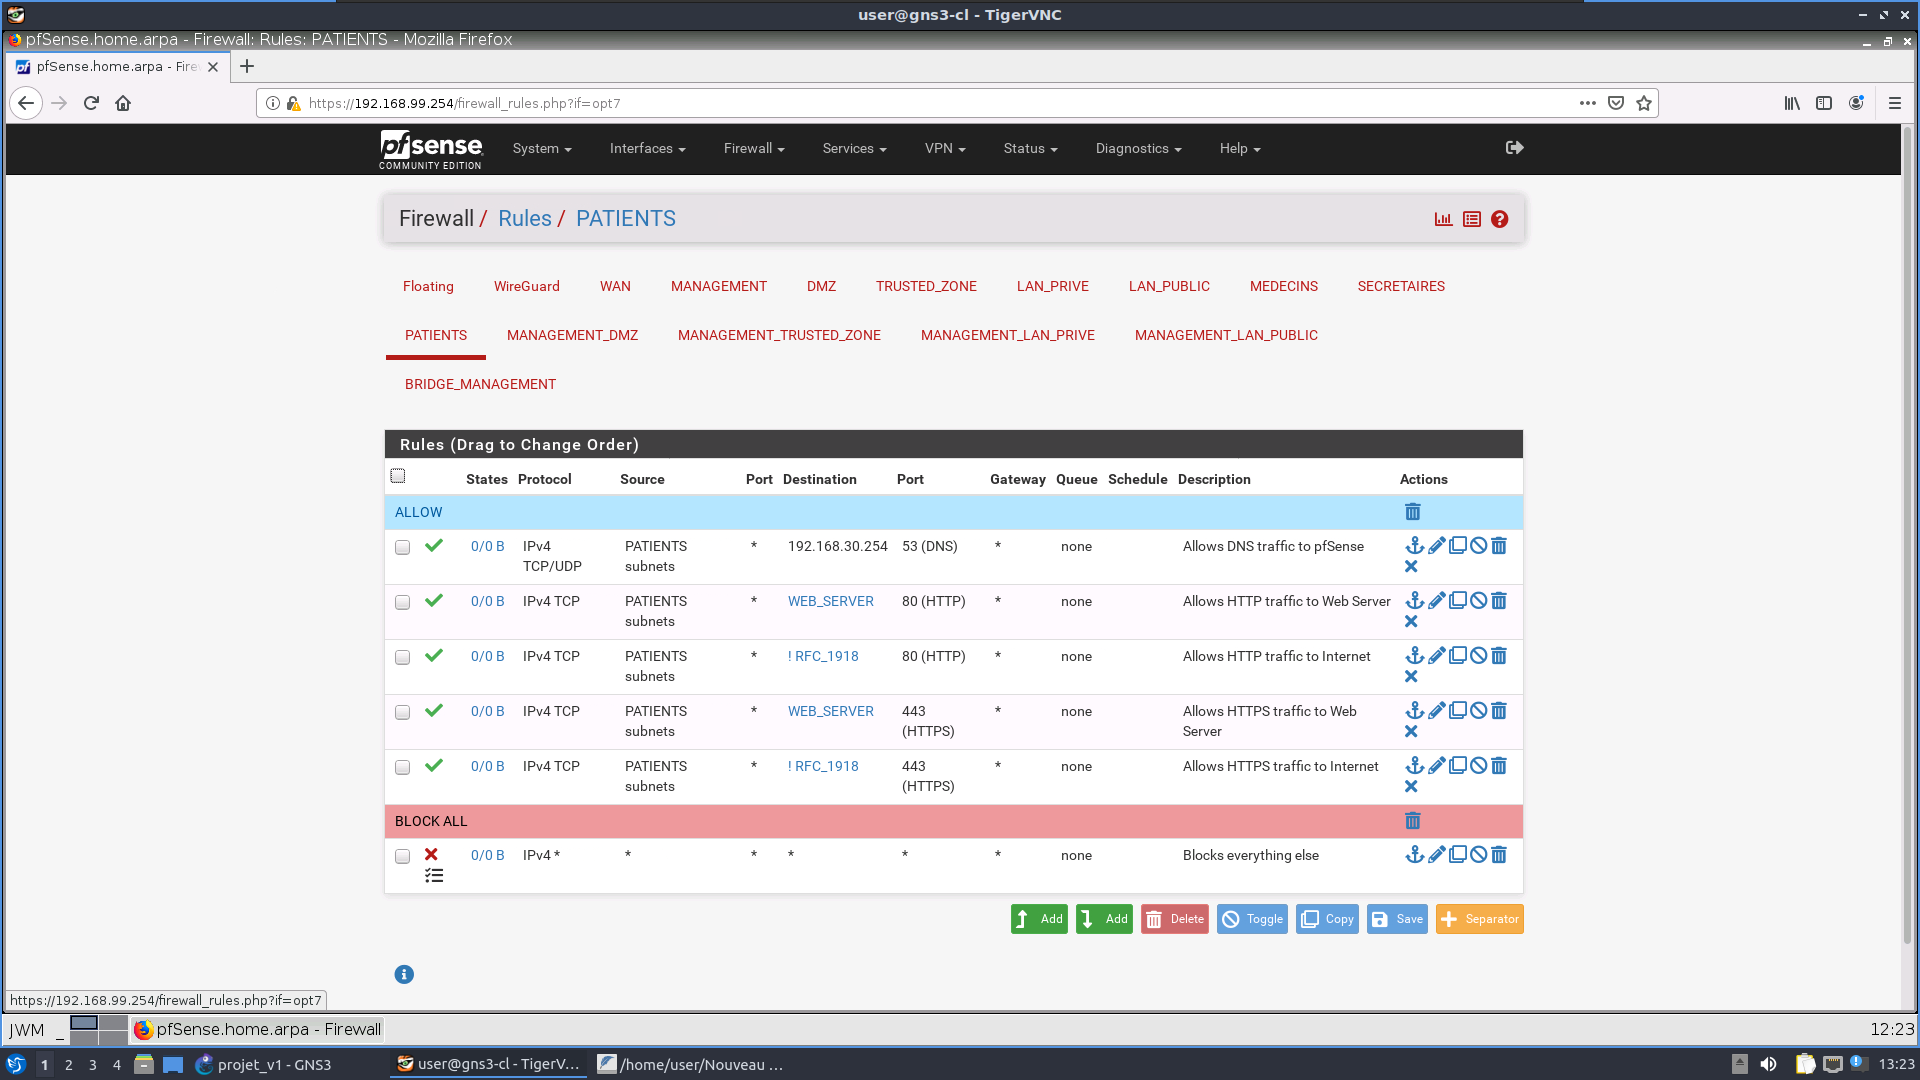 user@gns3-cl - TigerVNC
pfSense.home.arpa - Firewall: Rules: PATIENTS - Mozilla Firefox
pfSense.home.arpa - Fire
https://192.168.99.254/firewall_rules.php?if=opt7
pfsense
COMMUNITY EDITION
System
Interfaces
Firewall
Services
VPN
Status
Diagnostics
Help
Firewall / Rules / PATIENTS
Floating WireGuard WAN MANAGEMENT DMZ TRUSTED_ZONE LAN_PRIVE LAN_PUBLIC MEDECINS SECRETAIRES
PATIENTS MANAGEMENT_DMZ MANAGEMENT_TRUSTED_ZONE MANAGEMENT_LAN_PRIVE MANAGEMENT_LAN_PUBLIC
BRIDGE_MANAGEMENT
Rules (Drag to Change Order)
States Protocol Source Port Destination Port Gateway Queue Schedule Description Actions
ALLOW
0/0 B IPv4 PATIENTS * 192.168.30.254 53 (DNS) * none Allows DNS traffic to pfSense
TCP/UDP subnets
0/0 B IPv4 TCP PATIENTS * WEB_SERVER 80 (HTTP) * none Allows HTTP traffic to Web Server
subnets
0/0 B IPv4 TCP PATIENTS * ! RFC_1918 80 (HTTP) * none Allows HTTP traffic to Internet
subnets
0/0 B IPv4 TCP PATIENTS * WEB_SERVER 443 * none Allows HTTPS traffic to Web
subnets (HTTPS) Server
0/0 B IPv4 TCP PATIENTS * ! RFC_1918 443 * none Allows HTTPS traffic to Internet
subnets (HTTPS)
BLOCK ALL
0/0 B IPv4 * * * * * * none Blocks everything else
Add Add Delete Toggle Copy Save Separator
https://192.168.99.254/firewall_rules.php?if=opt7
JWM _ pfSense.home.arpa - Firewall 12:23
1 2 3 4 projet_v1 - GNS3 user@gns3-cl - TigerV... /home/user/Nouveau ... 13:23